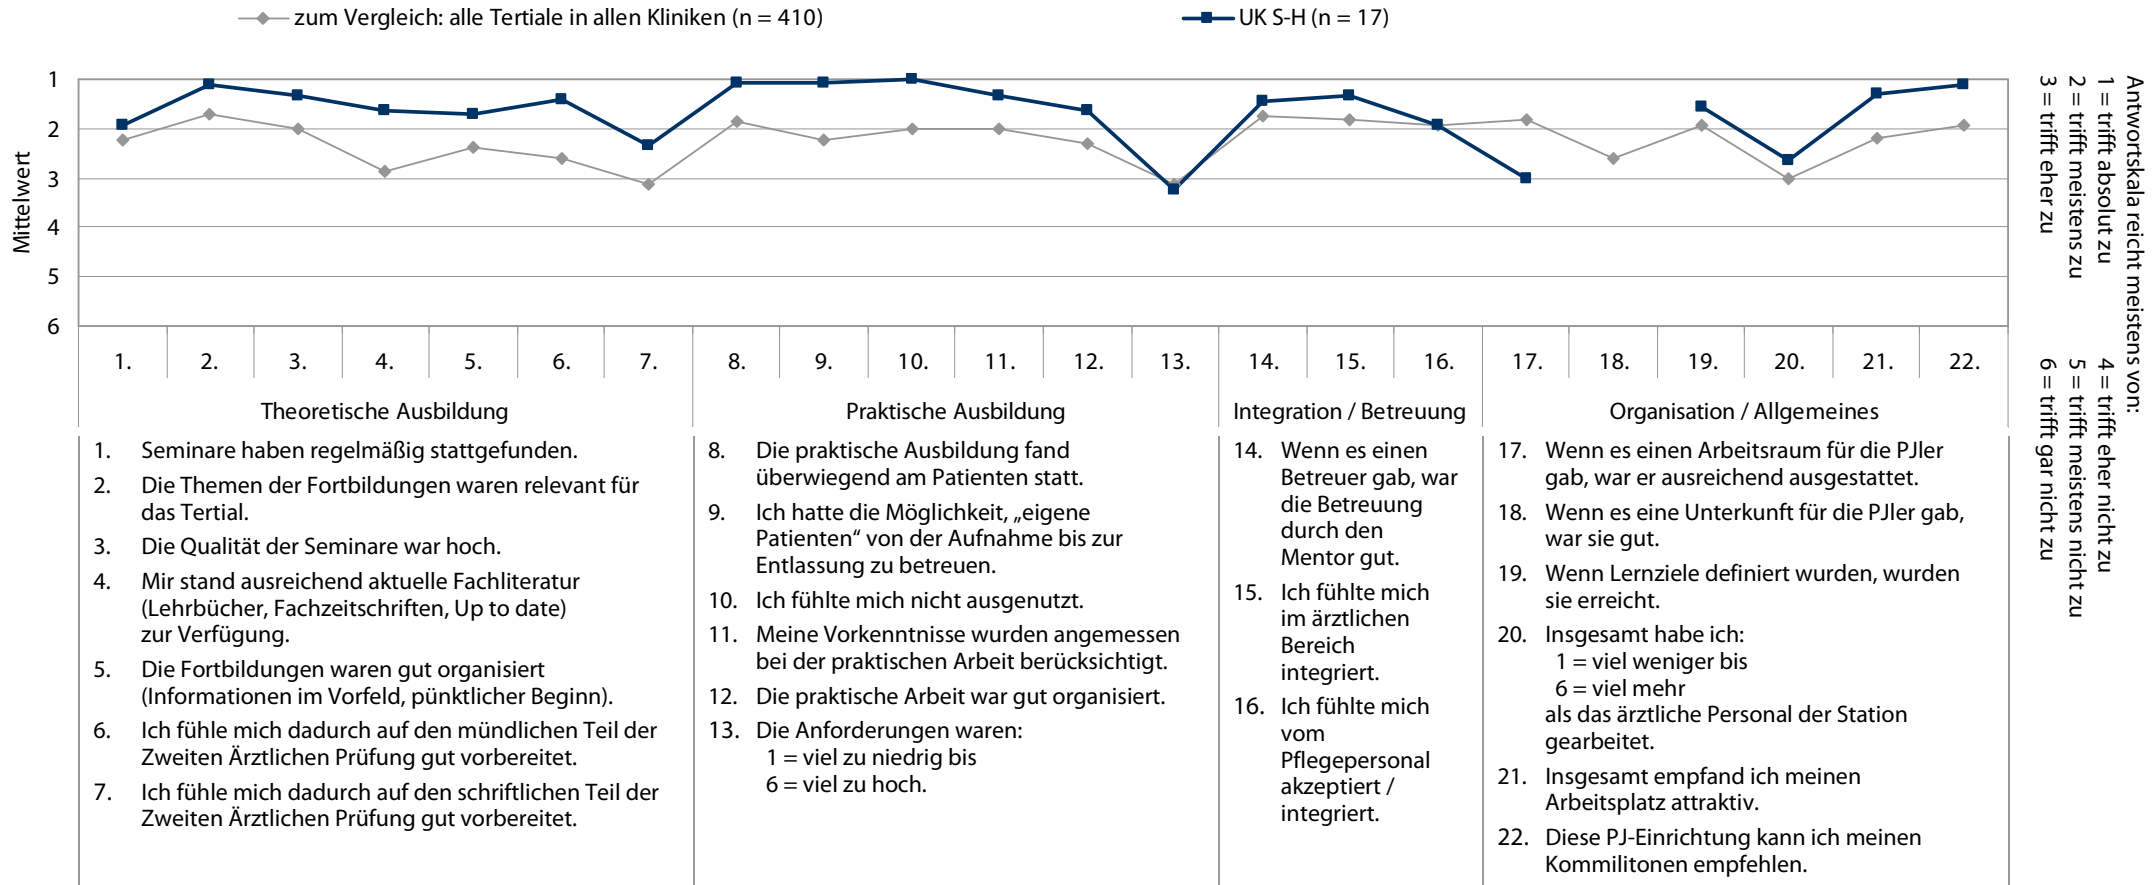 zum Vergleich: alle Tertiale in allen Kliniken (n = 410)
UK S-H (n = 17)
Mittelwert
1
2
3
4
5
6
1.
2.
3.
4.
5.
6.
7.
8.
9.
10.
11.
12.
13.
14.
15.
16.
17.
18.
19.
20.
21.
22.
Theoretische Ausbildung
Praktische Ausbildung
Integration / Betreuung
Organisation / Allgemeines
1. Seminare haben regelmäßig stattgefunden.
2. Die Themen der Fortbildungen waren relevant für
das Tertial.
3. Die Qualität der Seminare war hoch.
4. Mir stand ausreichend aktuelle Fachliteratur
(Lehrbücher, Fachzeitschriften, Up to date)
zur Verfügung.
5. Die Fortbildungen waren gut organisiert
(Informationen im Vorfeld, pünktlicher Beginn).
6. Ich fühle mich dadurch auf den mündlichen Teil der
Zweiten Ärztlichen Prüfung gut vorbereitet.
7. Ich fühle mich dadurch auf den schriftlichen Teil der
Zweiten Ärztlichen Prüfung gut vorbereitet.
8. Die praktische Ausbildung fand
überwiegend am Patienten statt.
9. Ich hatte die Möglichkeit, „eigene
Patienten“ von der Aufnahme bis zur
Entlassung zu betreuen.
10. Ich fühlte mich nicht ausgenutzt.
11. Meine Vorkenntnisse wurden angemessen
bei der praktischen Arbeit berücksichtigt.
12. Die praktische Arbeit war gut organisiert.
13. Die Anforderungen waren:
1 = viel zu niedrig bis
6 = viel zu hoch.
14. Wenn es einen
Betreuer gab, war
die Betreuung
durch den
Mentor gut.
15. Ich fühlte mich
im ärztlichen
Bereich
integriert.
16. Ich fühlte mich
vom
Pflegepersonal
akzeptiert /
integriert.
17. Wenn es einen Arbeitsraum für die PJler
gab, war er ausreichend ausgestattet.
18. Wenn es eine Unterkunft für die PJler gab,
war sie gut.
19. Wenn Lernziele definiert wurden, wurden
sie erreicht.
20. Insgesamt habe ich:
1 = viel weniger bis
6 = viel mehr
als das ärztliche Personal der Station
gearbeitet.
21. Insgesamt empfand ich meinen
Arbeitsplatz attraktiv.
22. Diese PJ-Einrichtung kann ich meinen
Kommilitonen empfehlen.
Antwortskala reicht meistens von:
1 = trifft absolut zu
2 = trifft meistens zu
3 = trifft eher zu
4 = trifft eher nicht zu
5 = trifft meistens nicht zu
6 = trifft gar nicht zu